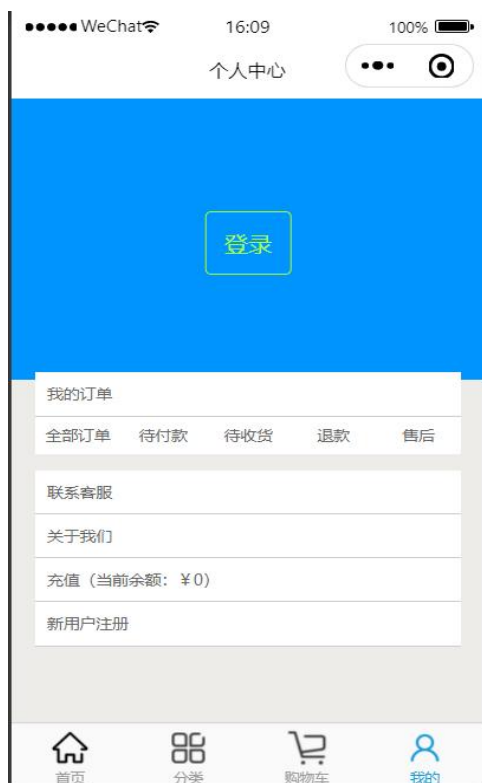 WeChat 16:09 100%
个人中心
登录
我的订单
全部订单 待付款 待收货 退款 售后
联系客服
关于我们
充值（当前余额：￥0）
新用户注册
首页 分类 购物车 我的